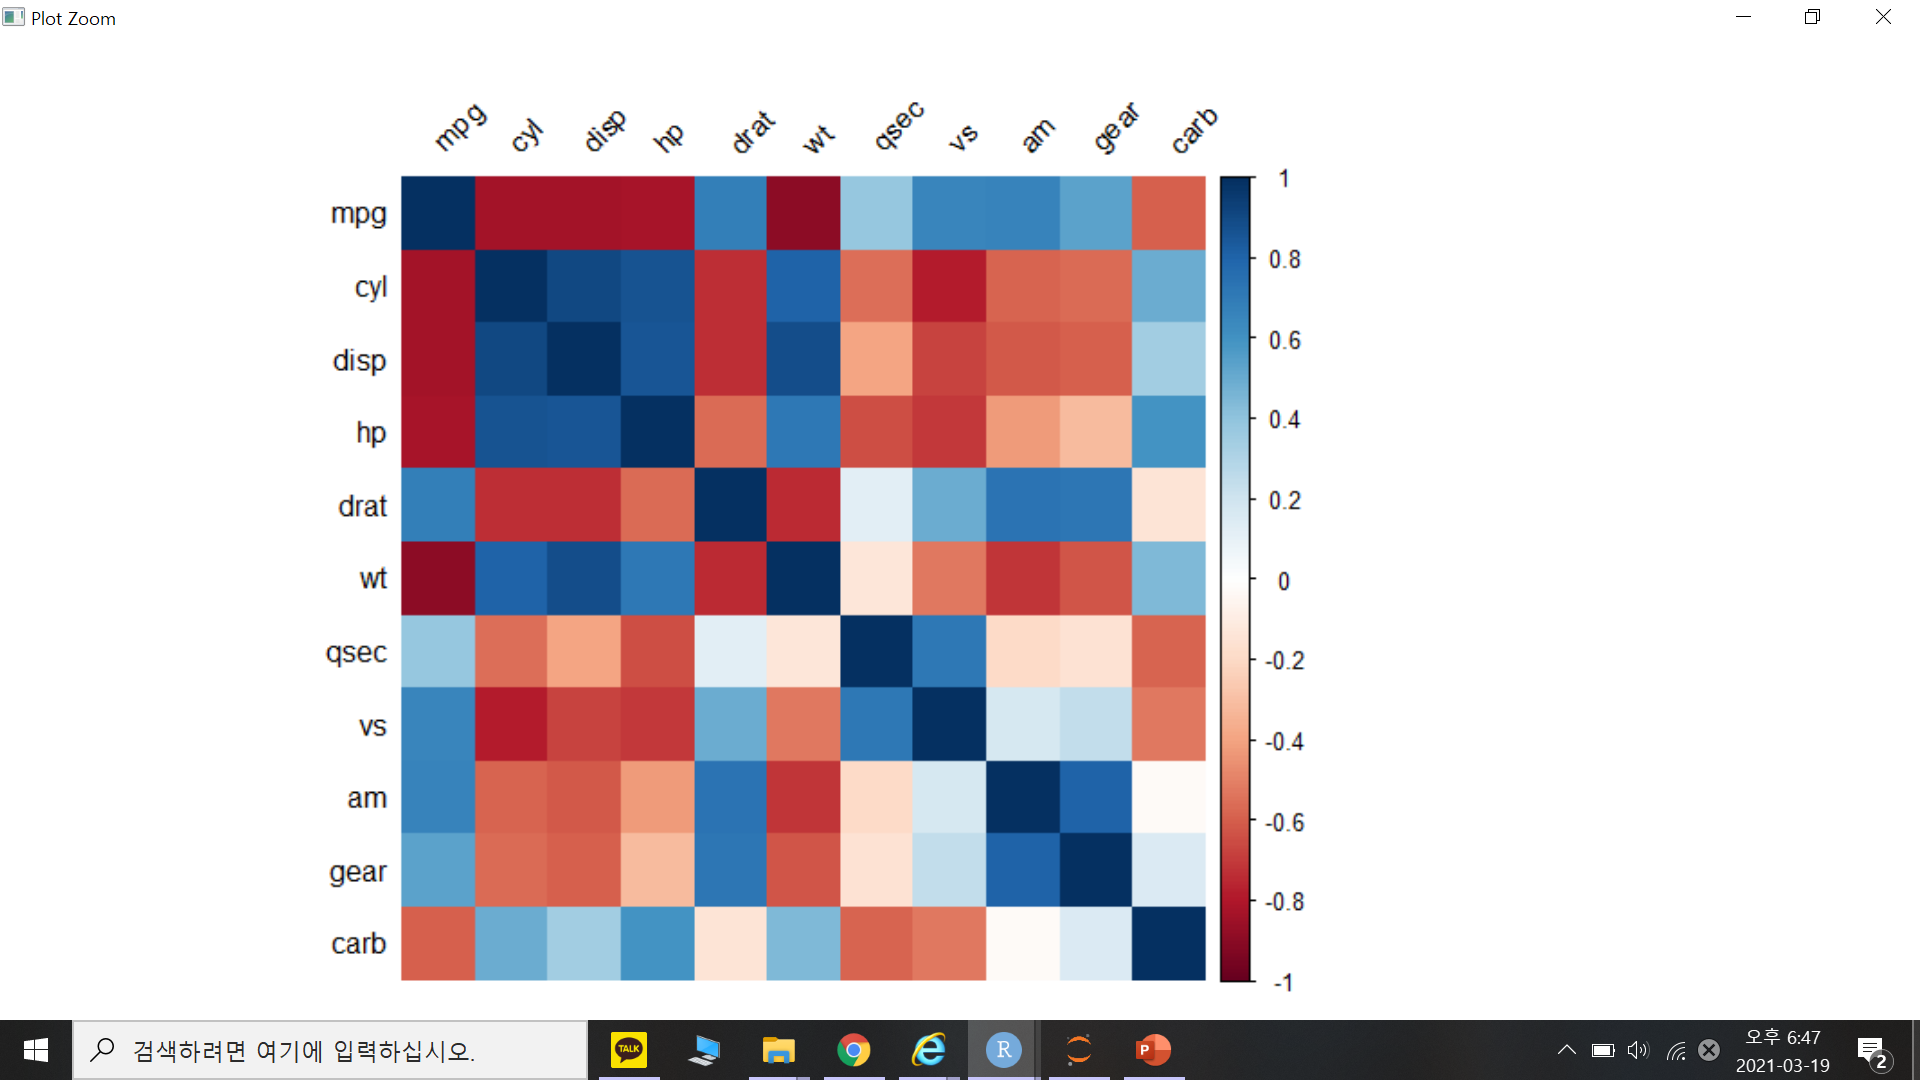 Plot Zoom
mpg cyl disp hp drat wt qsec vs am gear carb
mpg
cyl
disp
hp
drat
wt
qsec
vs
am
gear
carb
1
0.8
0.6
0.4
0.2
0
-0.2
-0.4
-0.6
-0.8
-1
검색하려면 여기에 입력하십시오.
TALK
R
P
오후 6:47
2021-03-19
2